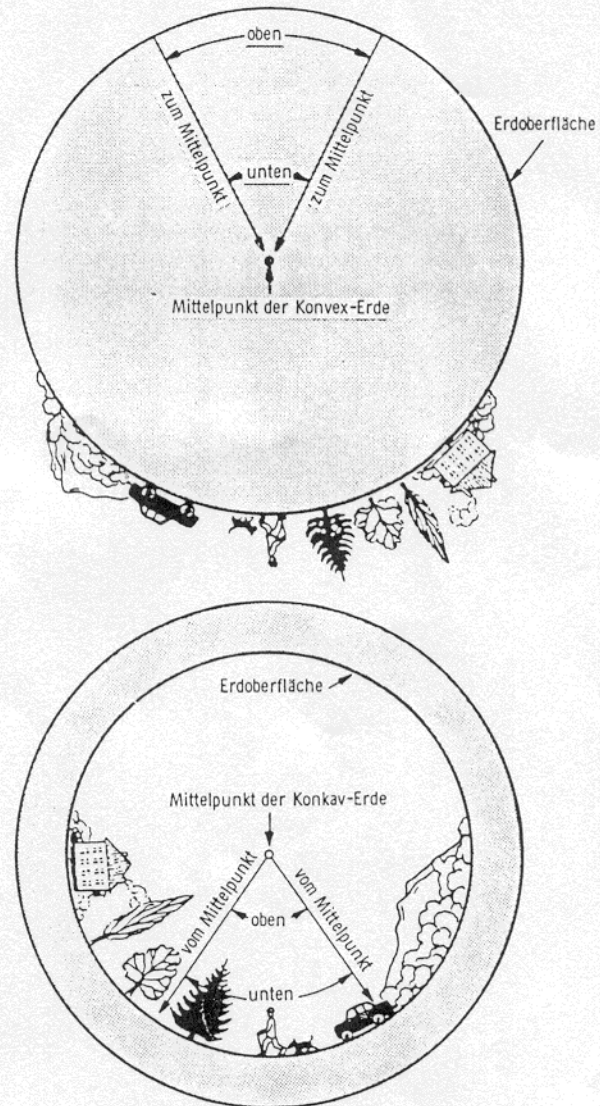 oben
zum Mittelpunkt
zum Mittelpunkt
Erdoberfläche
unten
Mittelpunkt der Konvex-Erde
Erdoberfläche
Mittelpunkt der Konkav-Erde
vom Mittelpunkt
vom Mittelpunkt
oben
unten